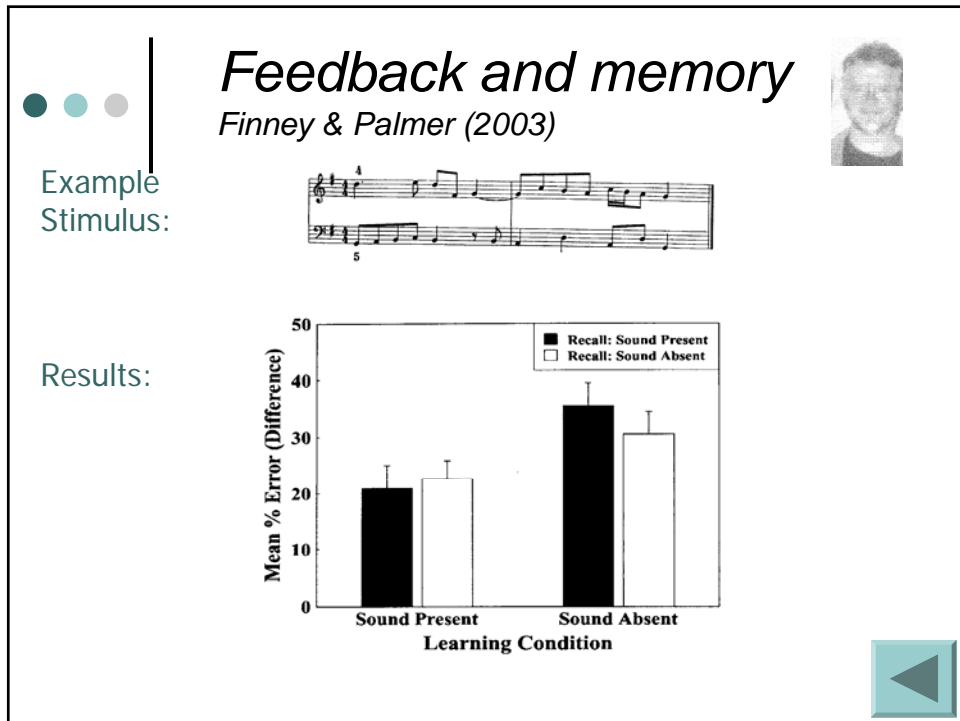 Feedback and memory
Finney & Palmer (2003)
Example
Stimulus:
4
5
Results:
50
40
30
20
10
0
Mean % Error (Difference)
Recall: Sound Present
Recall: Sound Absent
Sound Present
Sound Absent
Learning Condition